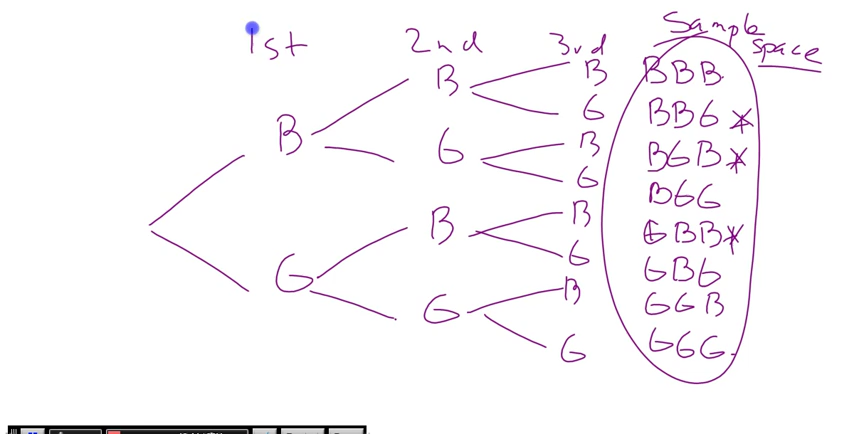 1st 2nd 3rd Sample space
B BBB
B G BBG *
B G B BGB *
G BGG
B B GBB *
G G GBG
G B GGB
G GGG